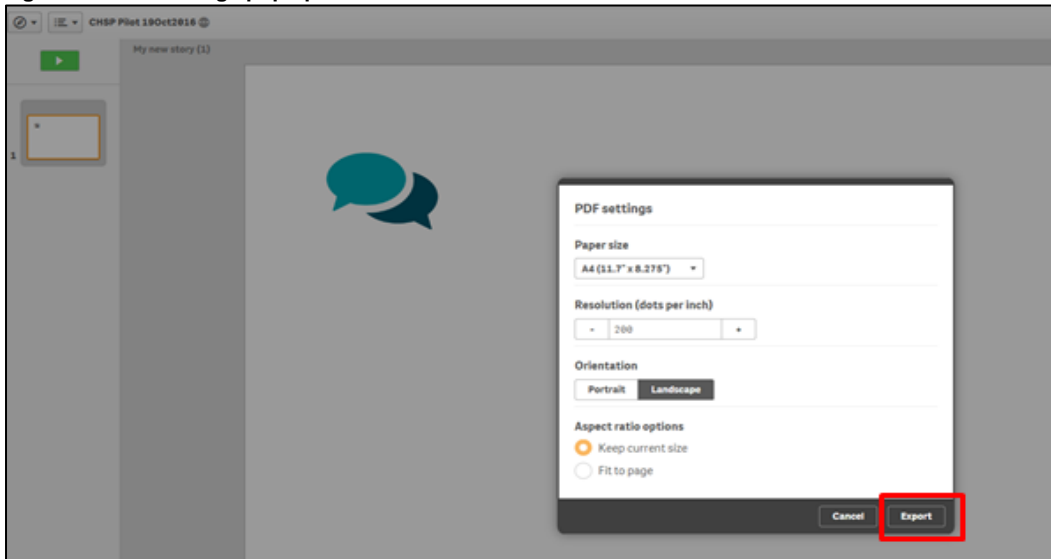 CHSP Pilot 19Oct2016
My new story (1)
1
PDF settings
Paper size
A4 (11.7" x 8.275")
Resolution (dots per inch)
- 200 +
Orientation
Portrait Landscape
Aspect ratio options
Keep current size
Fit to page
Cancel Export